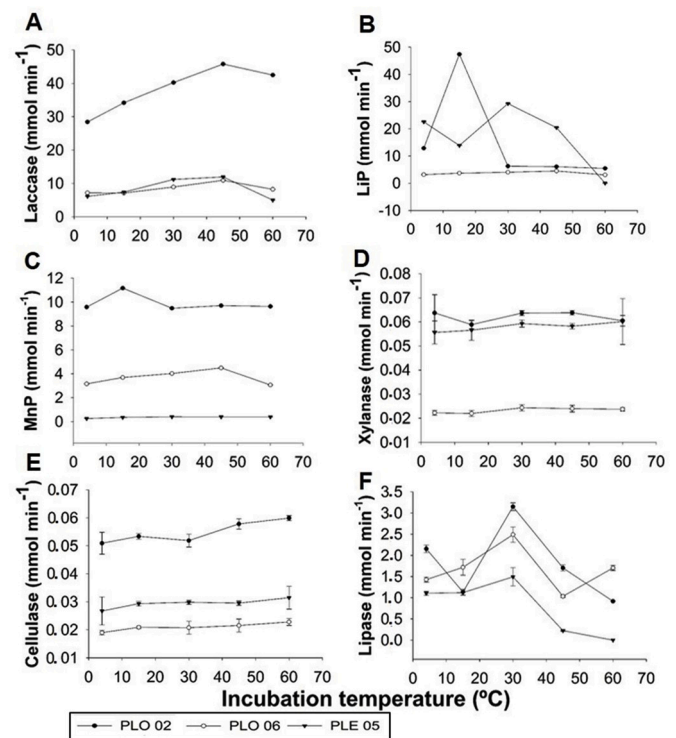 A
Laccase (mmol min⁻¹)
50
40
30
20
10
0
0 10 20 30 40 50 60 70
B
LiP (mmol min⁻¹)
50
40
30
20
10
0
-10
0 10 20 30 40 50 60 70
C
MnP (mmol min⁻¹)
12
10
8
6
4
2
0
0 10 20 30 40 50 60 70
D
Xylanase (mmol min⁻¹)
0.08
0.07
0.06
0.05
0.04
0.03
0.02
0.01
0 10 20 30 40 50 60 70
E
Cellulase (mmol min⁻¹)
0.07
0.06
0.05
0.04
0.03
0.02
0.01
0 10 20 30 40 50 60 70
F
Lipase (mmol min⁻¹)
3.5
3.0
2.5
2.0
1.5
1.0
0.5
0.0
0 10 20 30 40 50 60 70
Incubation temperature (ºC)
PLO 02 PLO 06 PLE 05